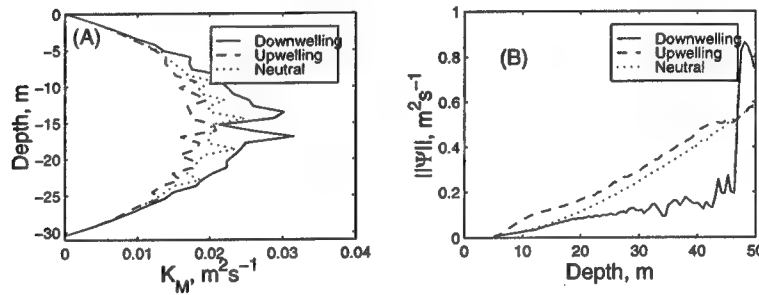 (A)
Downwelling
Upwelling
Neutral
0
−5
−10
−15
−20
−25
−30
Depth, m
0
0.01
0.02
0.03
0.04
K_M, m²s⁻¹
(B)
Downwelling
Upwelling
Neutral
1
0.8
0.6
0.4
0.2
0
||Ψ||, m²s⁻¹
0
10
20
30
40
50
Depth, m